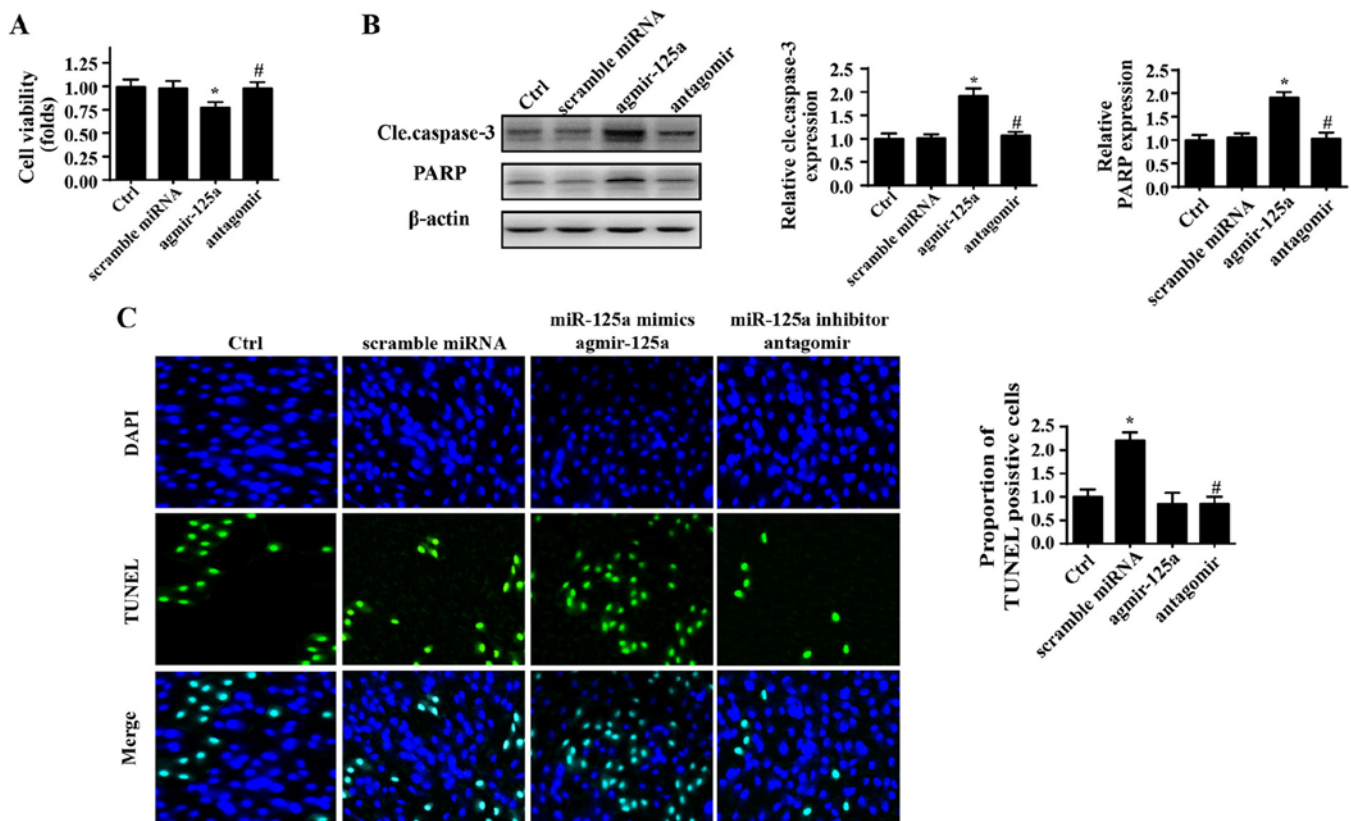 A
Cell viability
(folds)
1.25
1.00
0.75
0.50
0.25
0.00
*
#
Ctrl
scramble miRNA
agmir-125a
antagomir
B
Ctrl
scramble miRNA
agmir-125a
antagomir
Cle.caspase-3
PARP
β-actin
Relative cle.caspase-3
expression
2.5
2.0
1.5
1.0
0.5
0.0
*
#
Ctrl
scramble miRNA
agmir-125a
antagomir
Relative
PARP expression
2.5
2.0
1.5
1.0
0.5
0.0
*
#
Ctrl
scramble miRNA
agmir-125a
antagomir
C
Ctrl
scramble miRNA
miR-125a mimics
agmir-125a
miR-125a inhibitor
antagomir
DAPI
TUNEL
Merge
Proportion of
TUNEL posistive cells
2.5
2.0
1.5
1.0
0.5
0.0
*
#
Ctrl
scramble miRNA
agmir-125a
antagomir